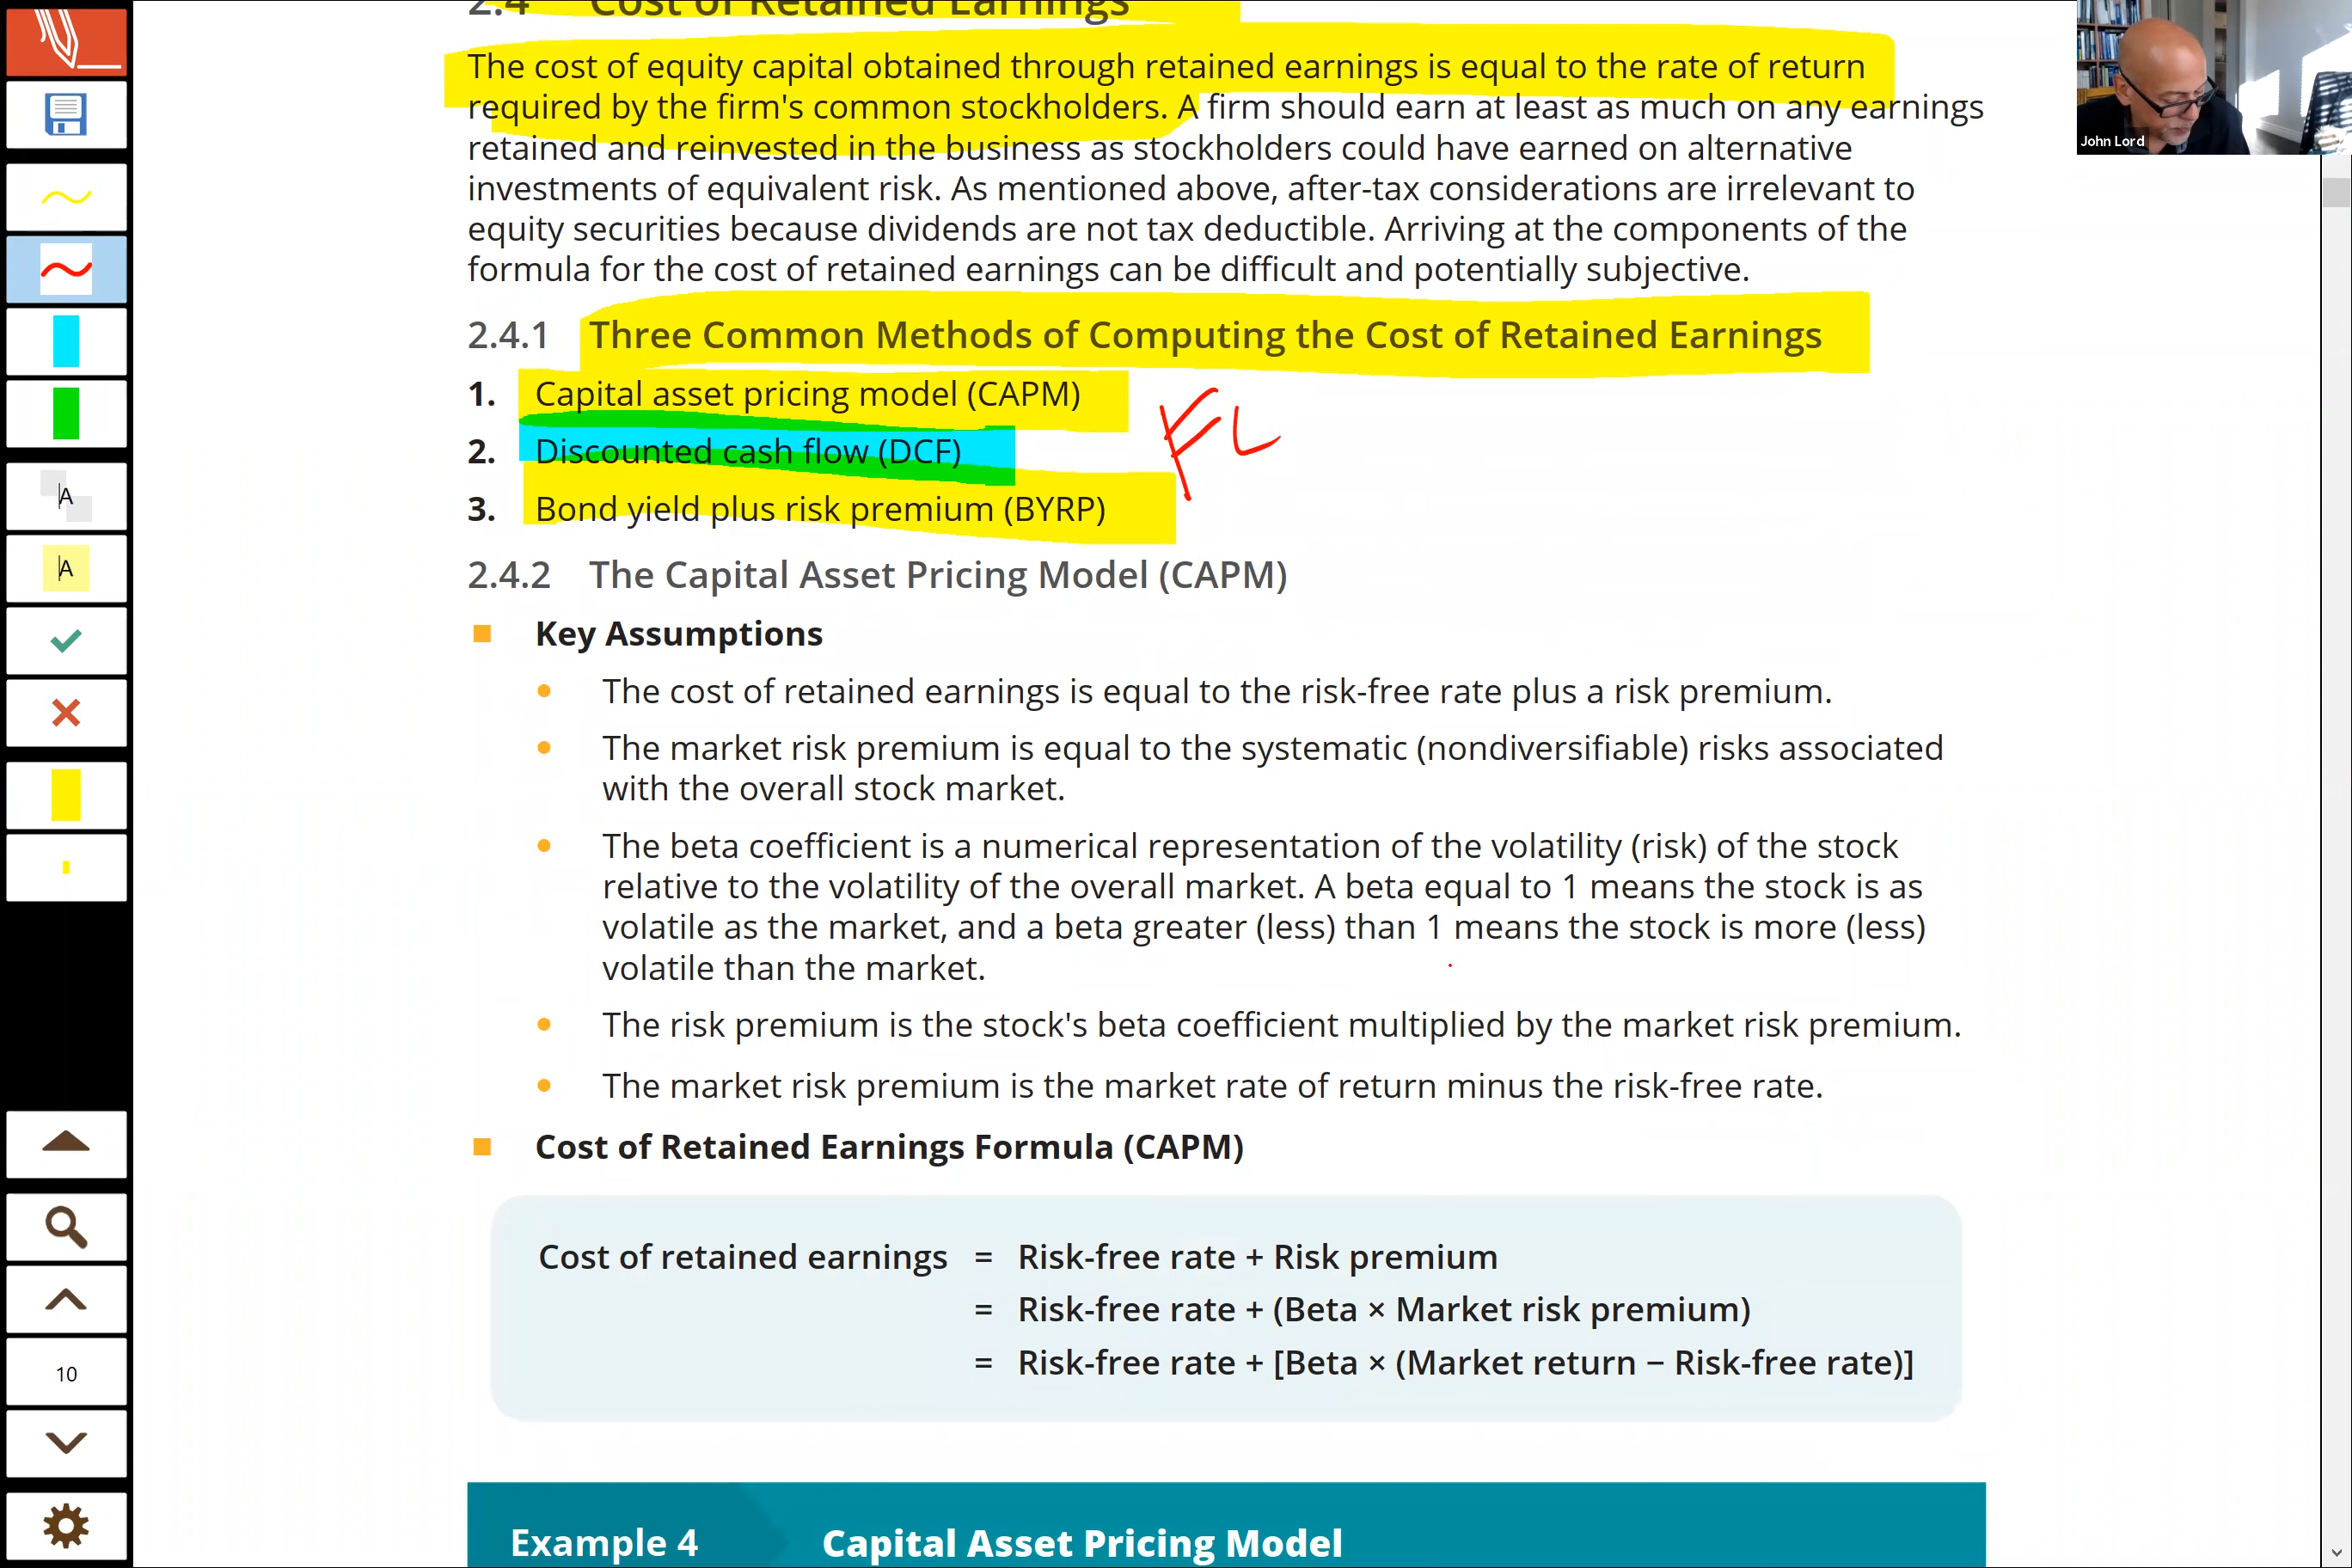 2.4 Cost of Retained Earnings
John Lord
The cost of equity capital obtained through retained earnings is equal to the rate of return
required by the firm's common stockholders. A firm should earn at least as much on any earnings
retained and reinvested in the business as stockholders could have earned on alternative
investments of equivalent risk. As mentioned above, after-tax considerations are irrelevant to
equity securities because dividends are not tax deductible. Arriving at the components of the
formula for the cost of retained earnings can be difficult and potentially subjective.
2.4.1 Three Common Methods of Computing the Cost of Retained Earnings
1. Capital asset pricing model (CAPM)
2. Discounted cash flow (DCF)
3. Bond yield plus risk premium (BYRP)
2.4.2 The Capital Asset Pricing Model (CAPM)
Key Assumptions
The cost of retained earnings is equal to the risk-free rate plus a risk premium.
The market risk premium is equal to the systematic (nondiversifiable) risks associated
with the overall stock market.
The beta coefficient is a numerical representation of the volatility (risk) of the stock
relative to the volatility of the overall market. A beta equal to 1 means the stock is as
volatile as the market, and a beta greater (less) than 1 means the stock is more (less)
volatile than the market.
The risk premium is the stock's beta coefficient multiplied by the market risk premium.
The market risk premium is the market rate of return minus the risk-free rate.
Cost of Retained Earnings Formula (CAPM)
Cost of retained earnings = Risk-free rate + Risk premium
= Risk-free rate + (Beta × Market risk premium)
= Risk-free rate + [Beta × (Market return − Risk-free rate)]
Example 4 Capital Asset Pricing Model
A
A
10